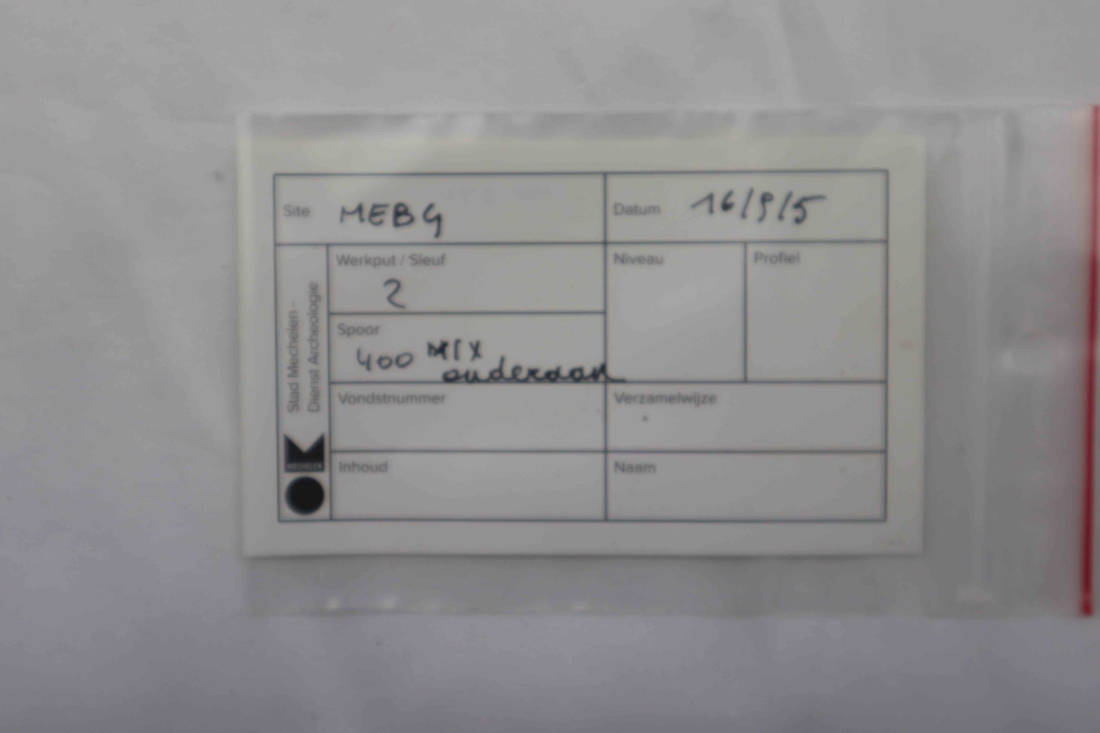 Site MEBG
Datum 16/9/5
Stad Mechelen -
Dienst Archeologie
MECHELEN
Werkput / Sleuf
2
Niveau
Profiel
Spoor
400 MIX
onderaan
Vondstnummer
Verzamelwijze
Inhoud
Naam